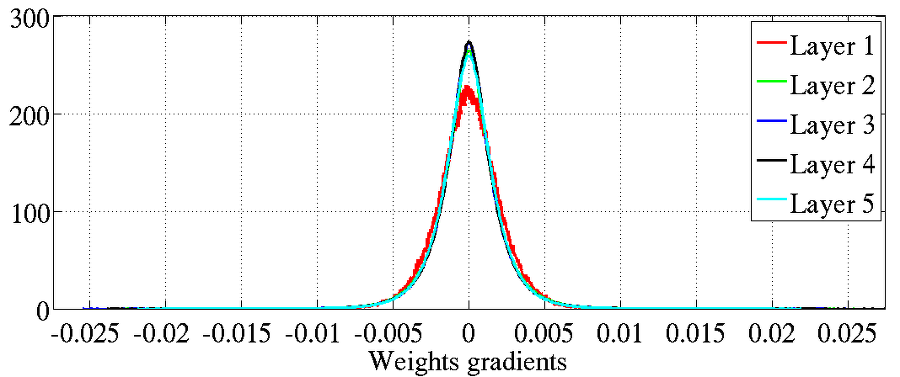 300
200
100
0
Layer 1
Layer 2
Layer 3
Layer 4
Layer 5
-0.025 -0.02 -0.015 -0.01 -0.005 0 0.005 0.01 0.015 0.02 0.025
Weights gradients